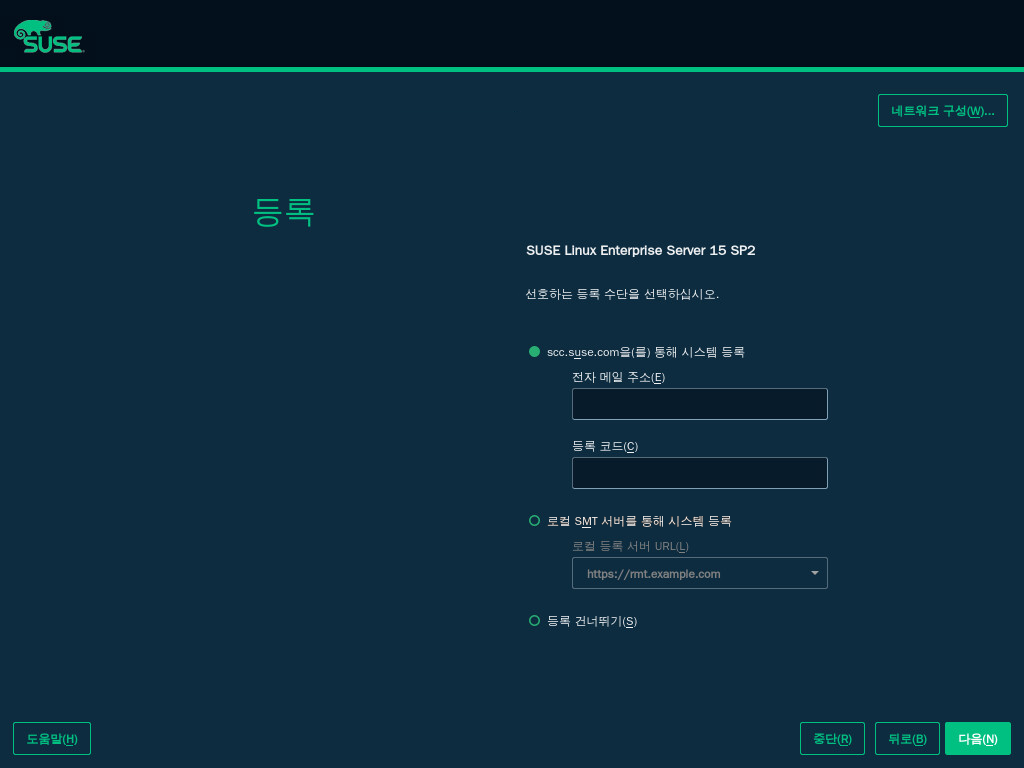 SUSE
네트워크 구성(W)...
등록
SUSE Linux Enterprise Server 15 SP2
선호하는 등록 수단을 선택하십시오.
scc.suse.com을(를) 통해 시스템 등록
전자 메일 주소(E)
등록 코드(C)
로컬 SMT 서버를 통해 시스템 등록
로컬 등록 서버 URL(L)
https://rmt.example.com
등록 건너뛰기(S)
도움말(H)
중단(R)
뒤로(B)
다음(N)